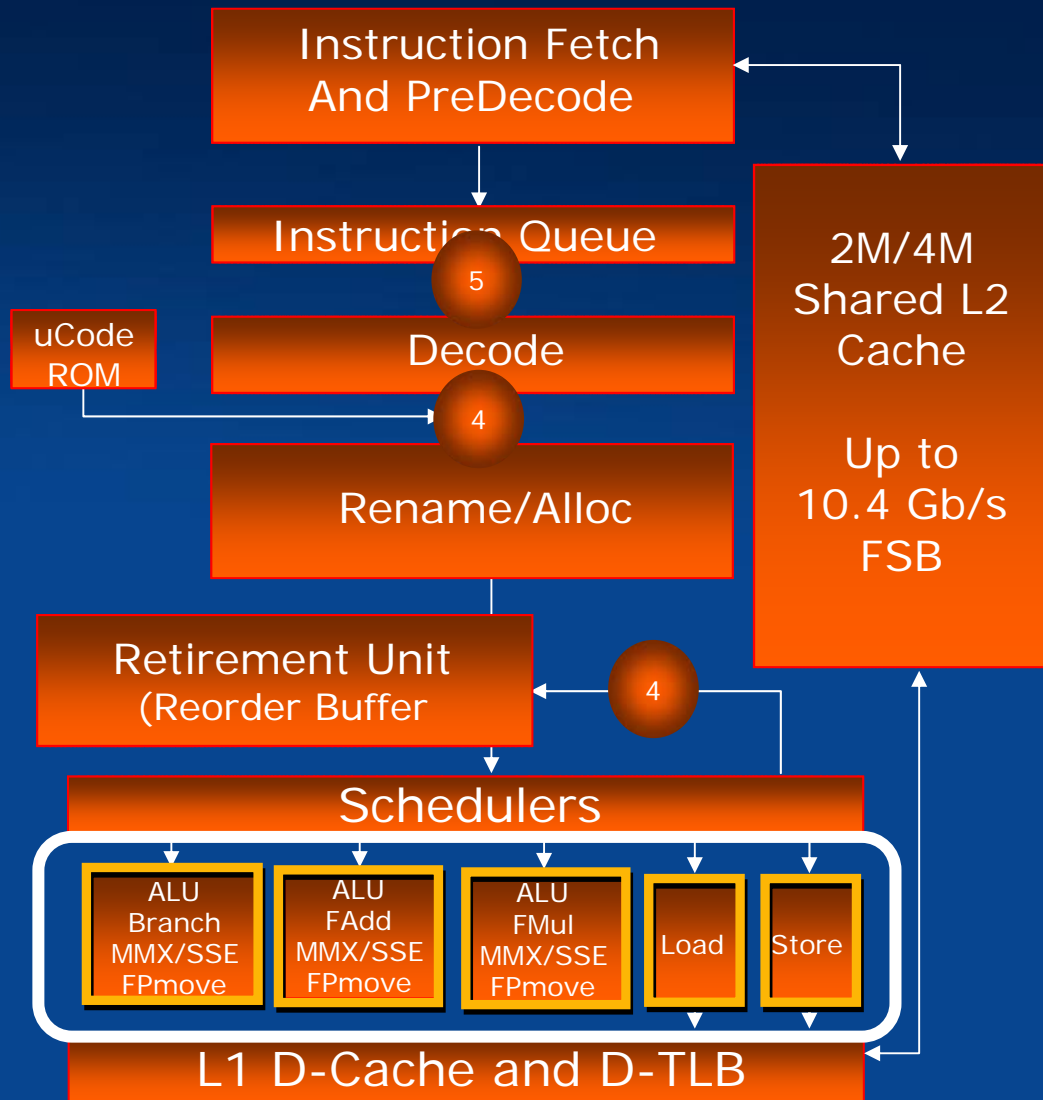 Instruction Fetch
And PreDecode
Instruction Queue
5
2M/4M
Shared L2
Cache
Up to
10.4 Gb/s
FSB
uCode
ROM
Decode
4
Rename/Alloc
Retirement Unit
(Reorder Buffer
4
Schedulers
ALU
Branch
MMX/SSE
FPmove
ALU
FAdd
MMX/SSE
FPmove
ALU
FMul
MMX/SSE
FPmove
Load
Store
L1 D-Cache and D-TLB